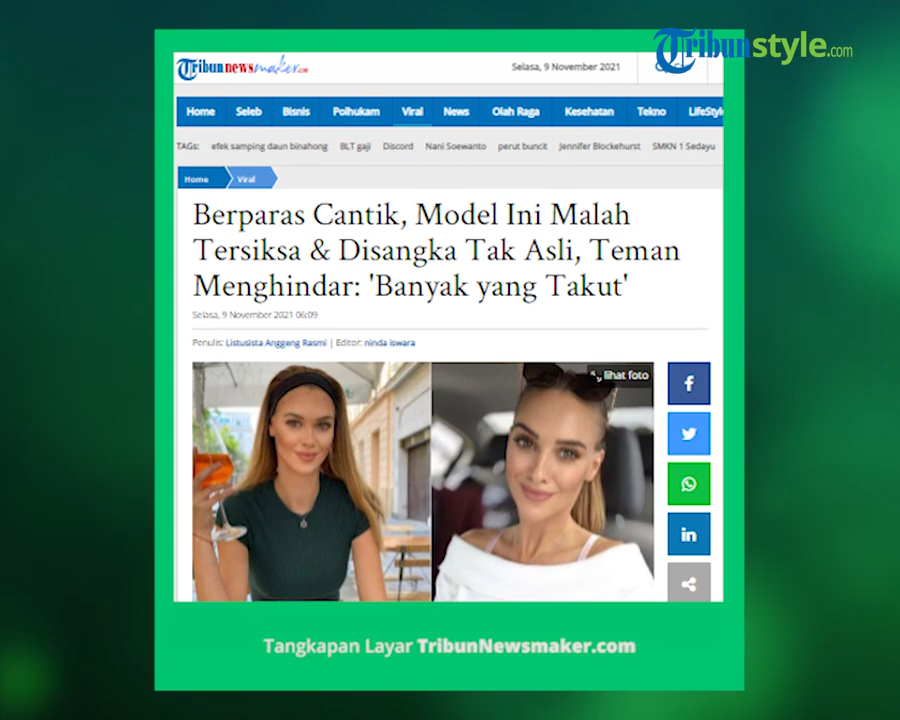 Tribunstyle.com
Tribunnewsmaker.com
Selasa, 9 November 2021
Home Seleb Bisnis Polhukam Viral News Olah Raga Kesehatan Tekno LifeStyle
TAGs: efek samping daun binahong BLT gaji Discord Nani Soewanto perut buncit Jennifer Blockehurst SMKN 1 Sedayu
Home Viral
Berparas Cantik, Model Ini Malah
Tersiksa & Disangka Tak Asli, Teman
Menghindar: 'Banyak yang Takut'
Selasa, 9 November 2021 06:09
Penulis: Listusista Anggeng Rasmi | Editor: ninda iswara
lihat foto
Tangkapan Layar TribunNewsmaker.com